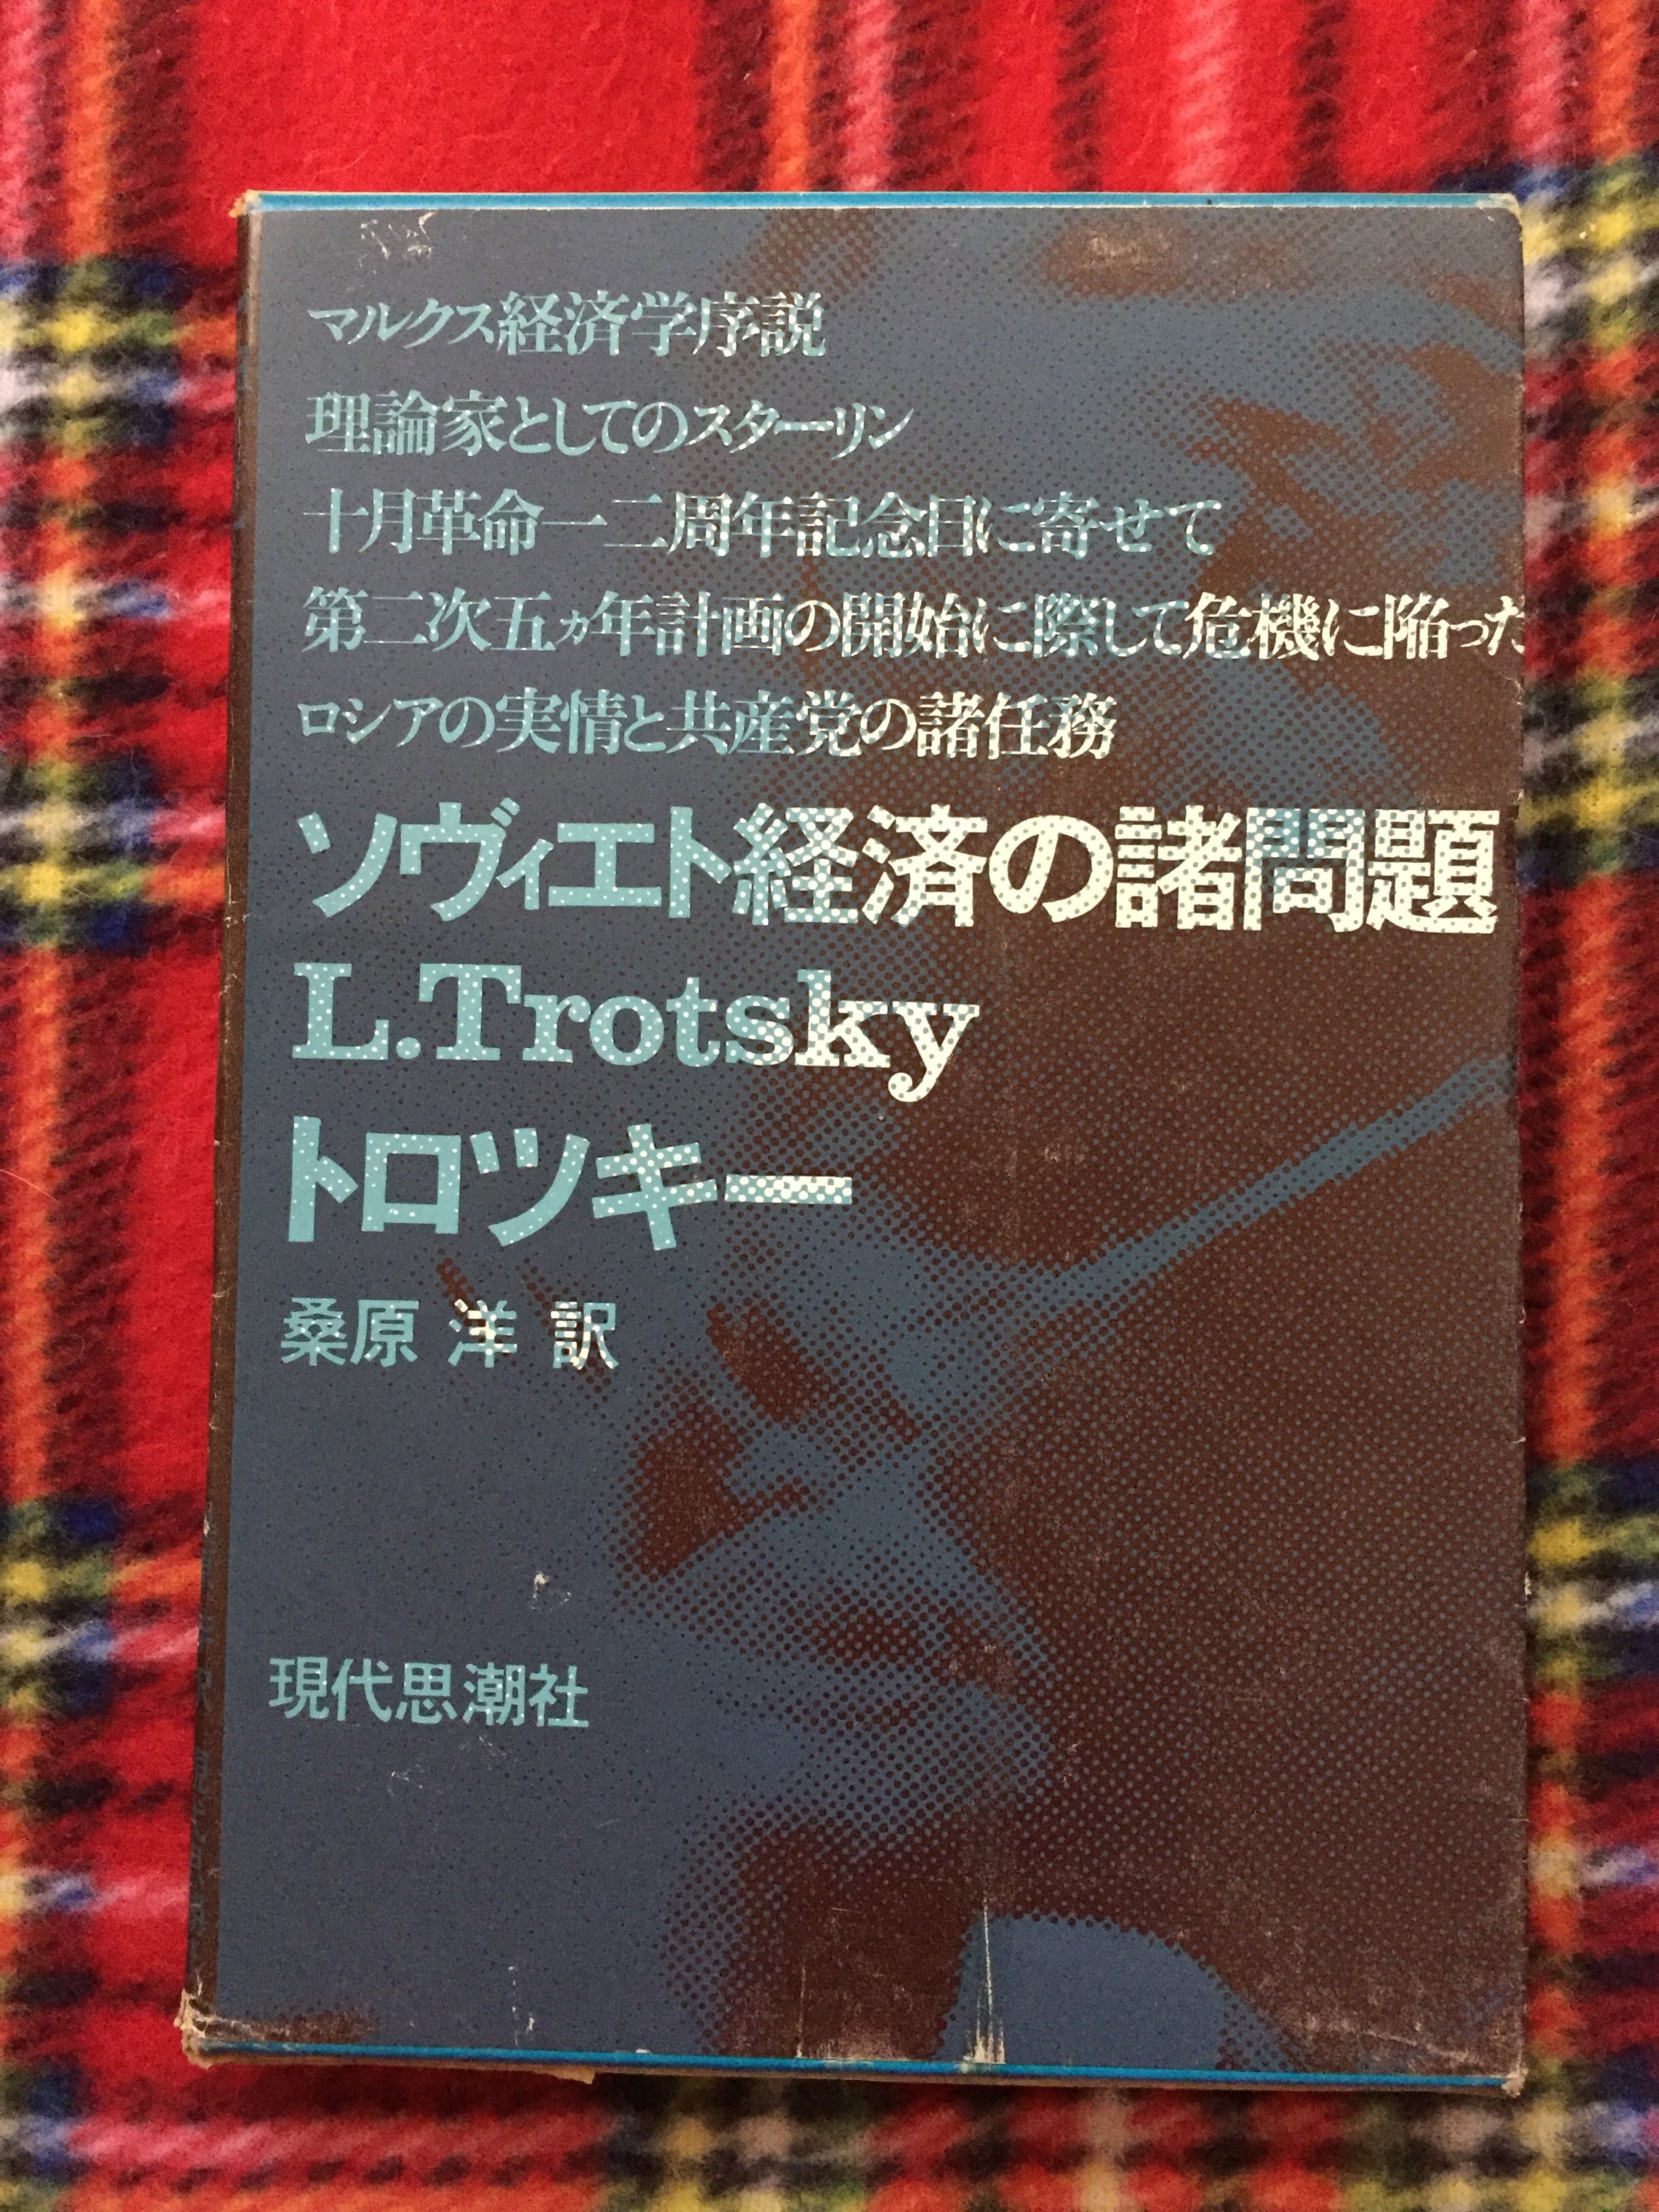 マルクス経済学序説
理論家としてのスターリン
十月革命一二周年記念日に寄せて
第二次五ヵ年計画の開始に際して危機に陥った
ロシアの実情と共産党の諸任務
ソヴィエト経済の諸問題
L.Trotsky
トロツキー
桑原 洋 訳
現代思潮社